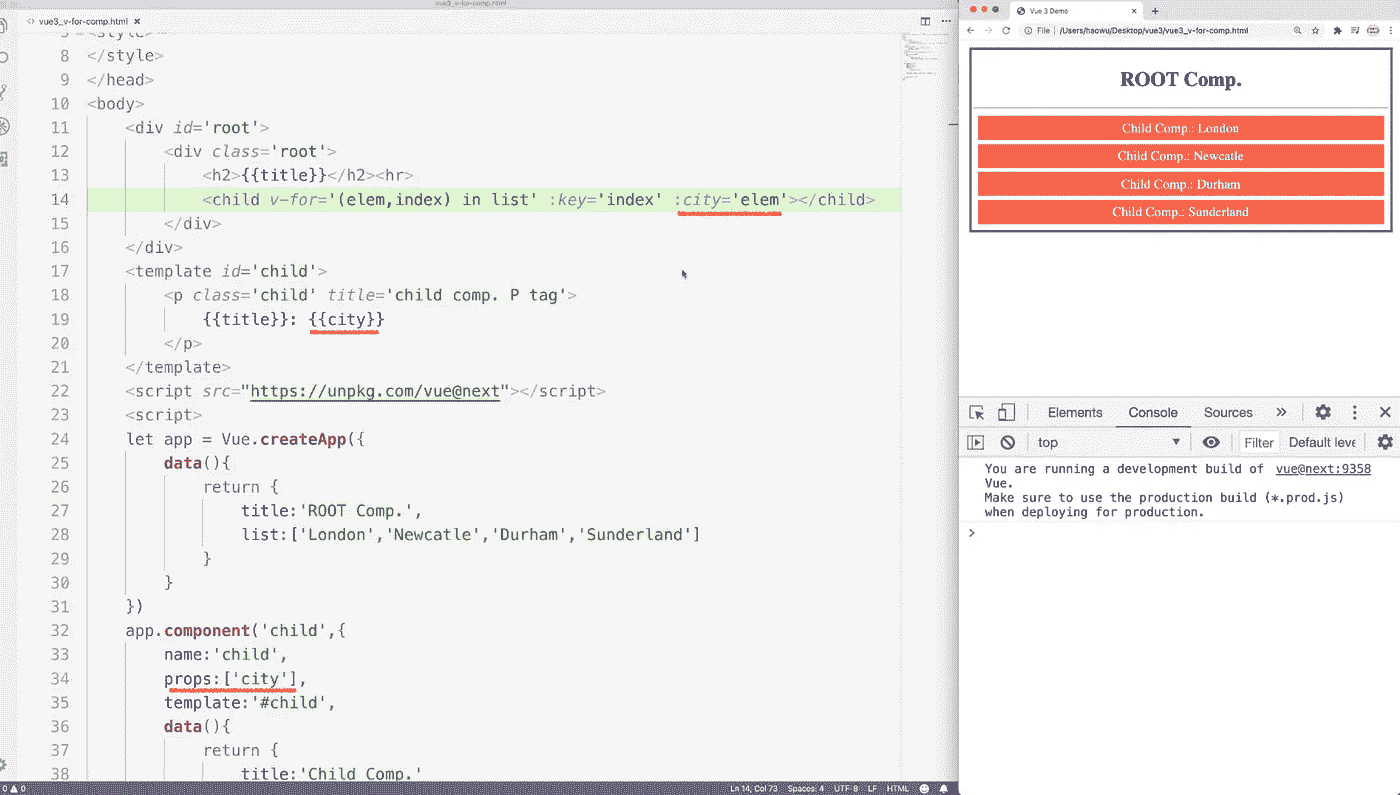 vue3_v-for-comp.html
vue3_v-for-comp.html
8 </style>
9 </head>
10 <body>
11 <div id='root'>
12 <div class='root'>
13 <h2>{{title}}</h2><hr>
14 <child v-for='(elem,index) in list' :key='index' :city='elem'></child>
15 </div>
16 </div>
17 <template id='child'>
18 <p class='child' title='child comp. P tag'>
19 {{title}}: {{city}}
20 </p>
21 </template>
22 <script src="https://unpkg.com/vue@next"></script>
23 <script>
24 let app = Vue.createApp({
25 data(){
26 return {
27 title:'ROOT Comp.',
28 list:['London','Newcatle','Durham','Sunderland']
29 }
30 }
31 })
32 app.component('child',{
33 name:'child',
34 props:['city'],
35 template:'#child',
36 data(){
37 return {
38 title:'Child Comp.'
0 0 Ln 14, Col 73 Spaces: 4 UTF-8 LF HTML
Vue 3 Demo
File /Users/haowu/Desktop/vue3/vue3_v-for-comp.html
ROOT Comp.
Child Comp.: London
Child Comp.: Newcatle
Child Comp.: Durham
Child Comp.: Sunderland
Elements Console Sources
top Filter Default leve
You are running a development build of vue@next:9358
Vue.
Make sure to use the production build (*.prod.js)
when deploying for production.